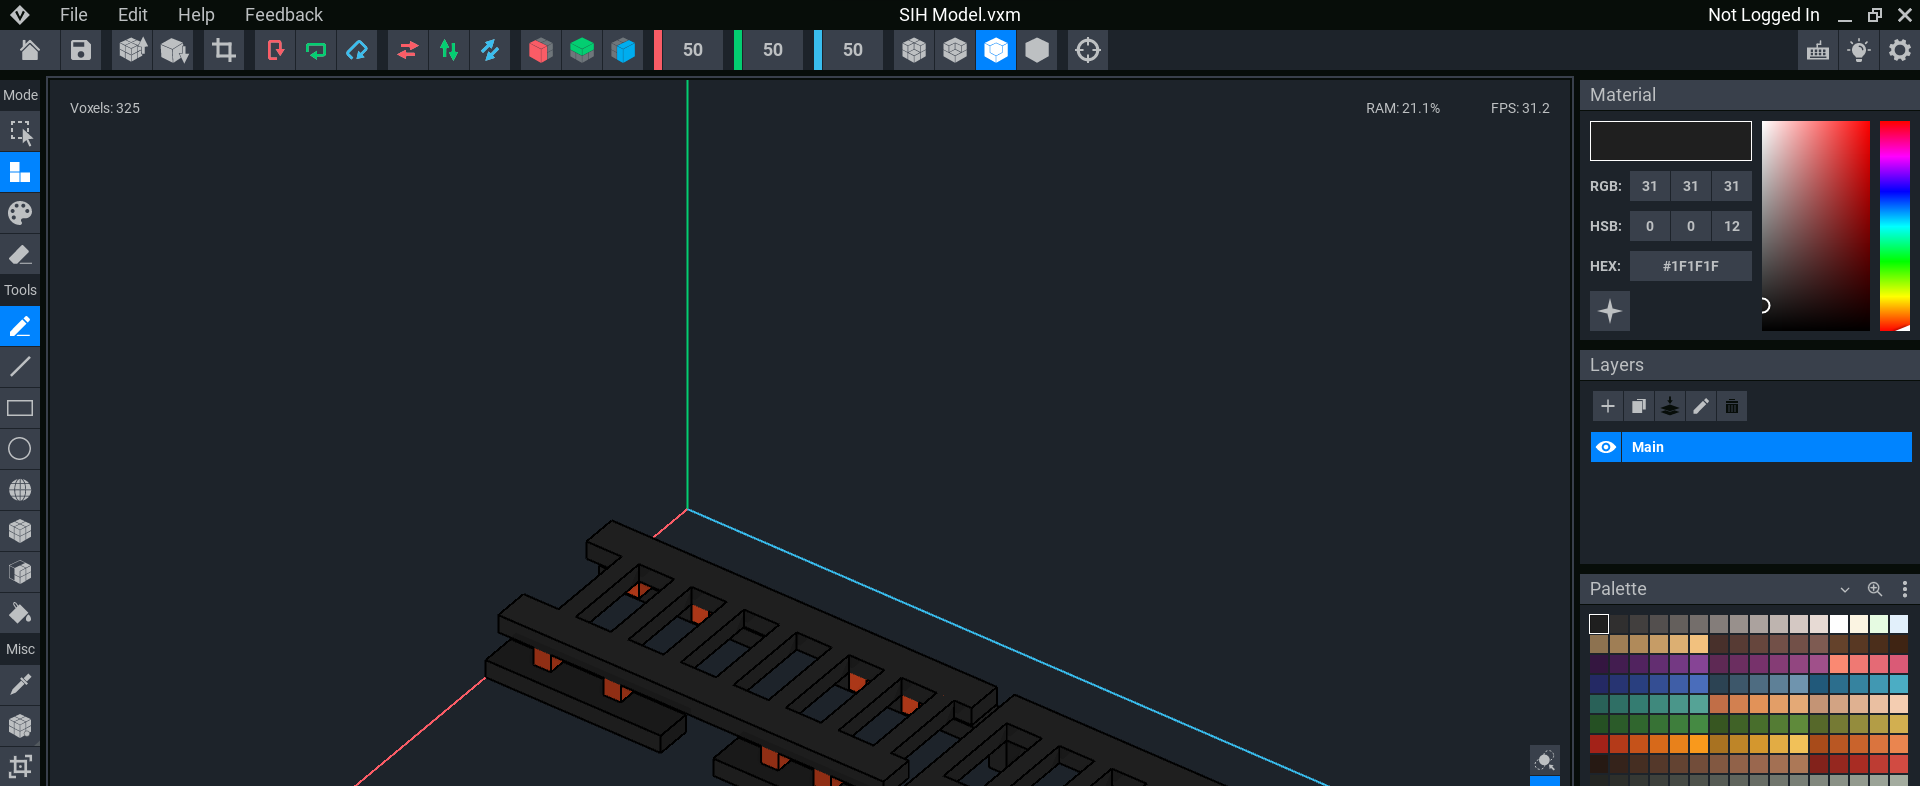 File Edit Help Feedback SIH Model.vxm Not Logged In
50 50 50
Mode
Tools
Misc
Voxels: 325 RAM: 21.1% FPS: 31.2
Material
RGB: 31 31 31
HSB: 0 0 12
HEX: #1F1F1F
Layers
Main
Palette